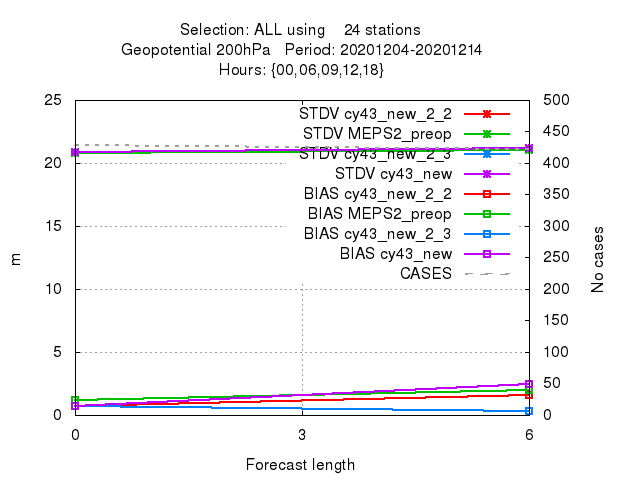 Selection: ALL using 24 stations
Geopotential 200hPa Period: 20201204-20201214
Hours: {00,06,09,12,18}
25
20
15
10
5
0
m
500
450
400
350
300
250
200
150
100
50
0
No cases
STDV cy43_new_2_2
STDV MEPS2_preop
STDV cy43_new_2_3
STDV cy43_new
BIAS cy43_new_2_2
BIAS MEPS2_preop
BIAS cy43_new_2_3
BIAS cy43_new
CASES
0 3 6
Forecast length